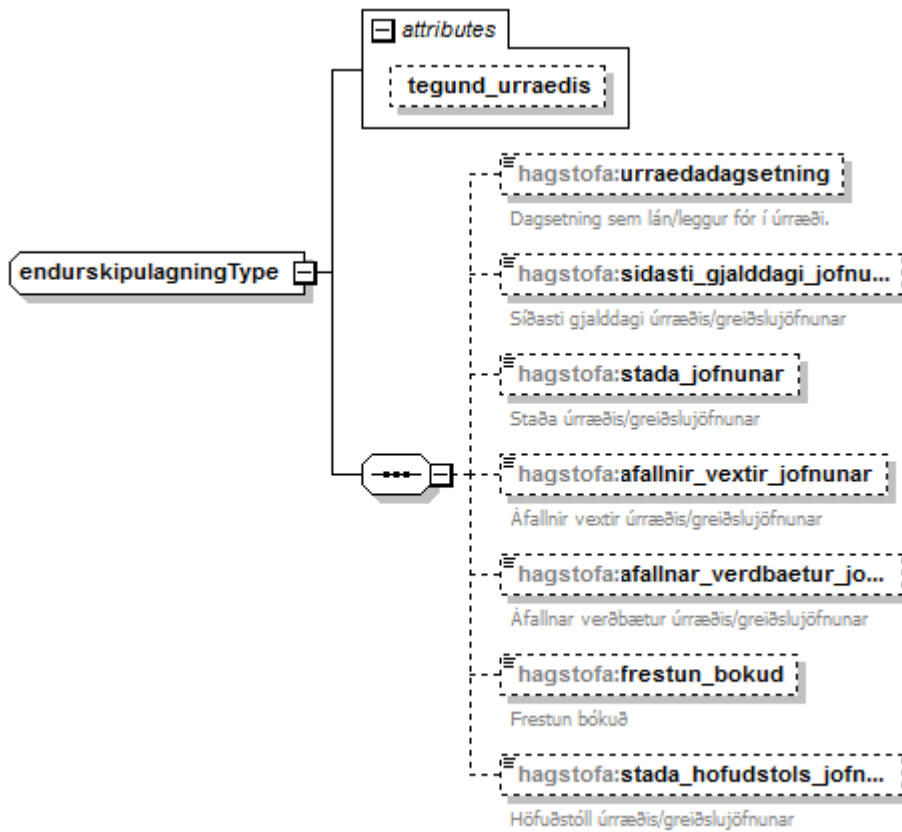 attributes
tegund_urraedis
hagstofa:urraedadagsetning
Dagsetning sem lán/leggur fór í úrræði.
endurskipulagningType
hagstofa:sidasti_gjalddagi_jofnu...
Síðasti gjalddagi úrræðis/greiðslujöfnunar
hagstofa:stada_jofnunar
Staða úrræðis/greiðslujöfnunar
hagstofa:afallnir_vextir_jofnunar
Áfallnir vextir úrræðis/greiðslujöfnunar
hagstofa:afallnar_verdbaetur_jo...
Áfallnar verðbætur úrræðis/greiðslujöfnunar
hagstofa:frestun_bokud
Frestun bókuð
hagstofa:stada_hofudstols_jofn...
Höfuðstóll úrræðis/greiðslujöfnunar